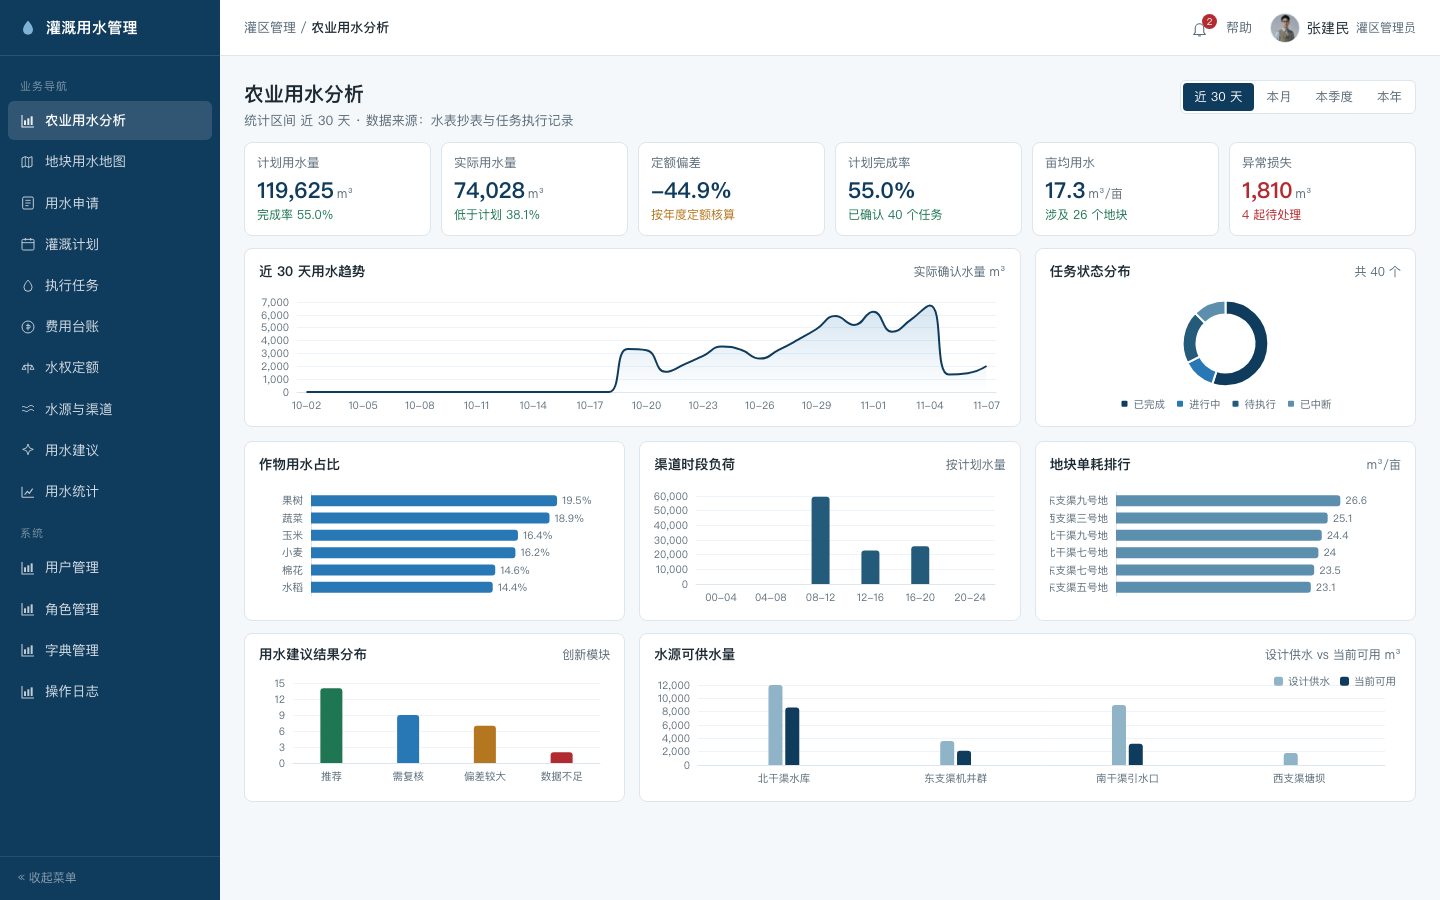 灌溉用水管理
灌区管理 / 农业用水分析
2
帮助
张建民 灌区管理员
业务导航
农业用水分析
地块用水地图
用水申请
灌溉计划
执行任务
费用台账
水权定额
水源与渠道
用水建议
用水统计
系统
用户管理
角色管理
字典管理
操作日志
« 收起菜单
农业用水分析
统计区间 近 30 天 · 数据来源：水表抄表与任务执行记录
近 30 天 本月 本季度 本年
计划用水量
119,625 m³
完成率 55.0%
实际用水量
74,028 m³
低于计划 38.1%
定额偏差
−44.9%
按年度定额核算
计划完成率
55.0%
已确认 40 个任务
亩均用水
17.3 m³/亩
涉及 26 个地块
异常损失
1,810 m³
4 起待处理
近 30 天用水趋势 实际确认水量 m³
7,000
6,000
5,000
4,000
3,000
2,000
1,000
0
10-02 10-05 10-08 10-11 10-14 10-17 10-20 10-23 10-26 10-29 11-01 11-04 11-07
任务状态分布 共 40 个
已完成 进行中 待执行 已中断
作物用水占比
果树 19.5%
蔬菜 18.9%
玉米 16.4%
小麦 16.2%
棉花 14.6%
水稻 14.4%
渠道时段负荷 按计划水量
60,000
50,000
40,000
30,000
20,000
10,000
0
00-04 04-08 08-12 12-16 16-20 20-24
地块单耗排行 m³/亩
支渠九号地 26.6
支渠三号地 25.1
干渠九号地 24.4
干渠七号地 24
支渠七号地 23.5
支渠五号地 23.1
用水建议结果分布 创新模块
15
12
9
6
3
0
推荐 需复核 偏差较大 数据不足
水源可供水量 设计供水 vs 当前可用 m³
设计供水 当前可用
12,000
10,000
8,000
6,000
4,000
2,000
0
北干渠水库 东支渠机井群 南干渠引水口 西支渠塘坝